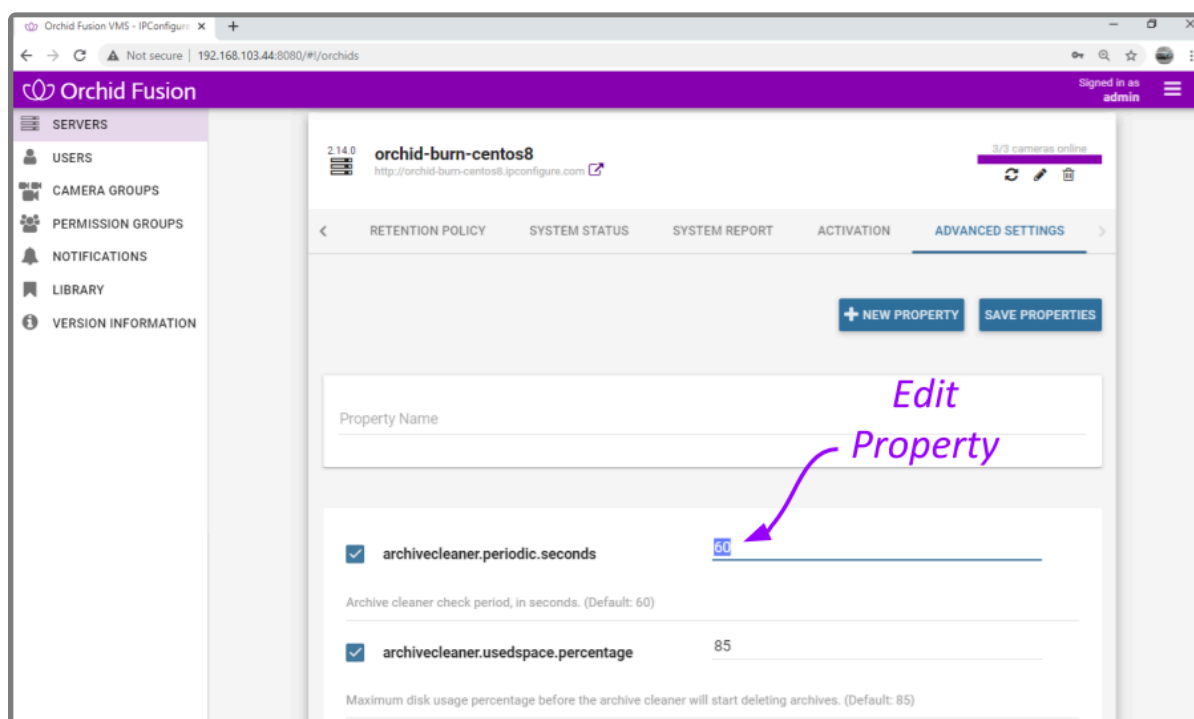 Orchid Fusion VMS - IPConfigure
Not secure | 192.168.103.44:8080/#!/orchids
Orchid Fusion
Signed in as
admin
SERVERS
USERS
CAMERA GROUPS
PERMISSION GROUPS
NOTIFICATIONS
LIBRARY
VERSION INFORMATION
2.14.0
orchid-burn-centos8
http://orchid-burn-centos8.ipconfigure.com
3/3 cameras online
RETENTION POLICY SYSTEM STATUS SYSTEM REPORT ACTIVATION ADVANCED SETTINGS
NEW PROPERTY SAVE PROPERTIES
Property Name
Edit
Property
archivecleaner.periodic.seconds 60
Archive cleaner check period, in seconds. (Default: 60)
archivecleaner.usedspace.percentage 85
Maximum disk usage percentage before the archive cleaner will start deleting archives. (Default: 85)